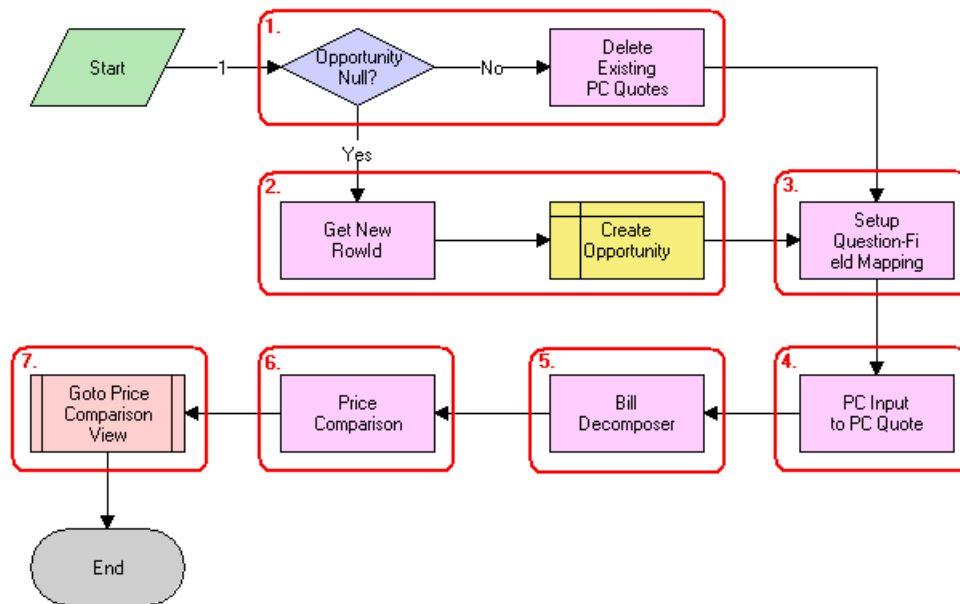 1.
Start
1
Opportunity
Null?
No
Delete
Existing
PC Quotes
Yes
2.
Get New
RowId
Create
Opportunity
3.
Setup
Question-Fi
eld Mapping
7.
Goto Price
Comparison
View
6.
Price
Comparison
5.
Bill
Decomposer
4.
PC Input
to PC Quote
End